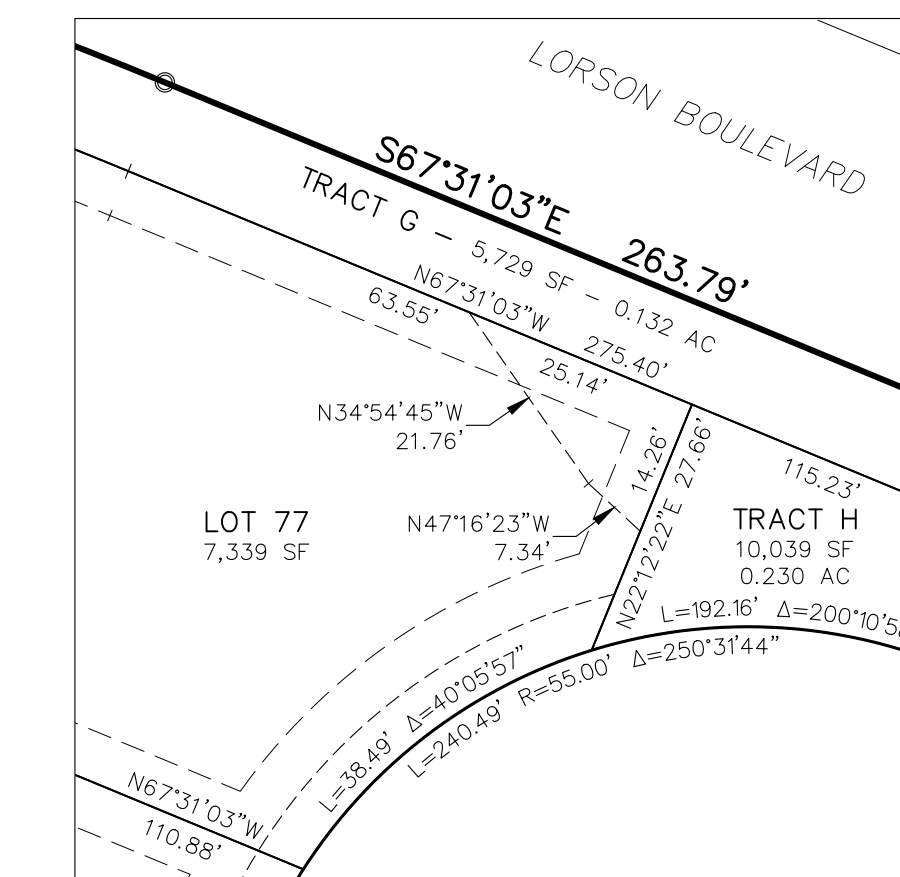 LORSON BOULEVARD
S67°31'03"E 263.79'
TRACT G – 5,729 SF – 0.132 AC
N67°31'03"W 275.40'
63.55'
25.14'
N34°54'45"W
21.76'
14.26'
N22°12'22"E 27.66'
115.23'
LOT 77
7,339 SF
N47°16'23"W
7.34'
TRACT H
10,039 SF
0.230 AC
L=192.16' Δ=200°10'5
L=38.49' Δ=40°05'57"
L=240.49' R=55.00' Δ=250°31'44"
N67°31'03"W
110.88'